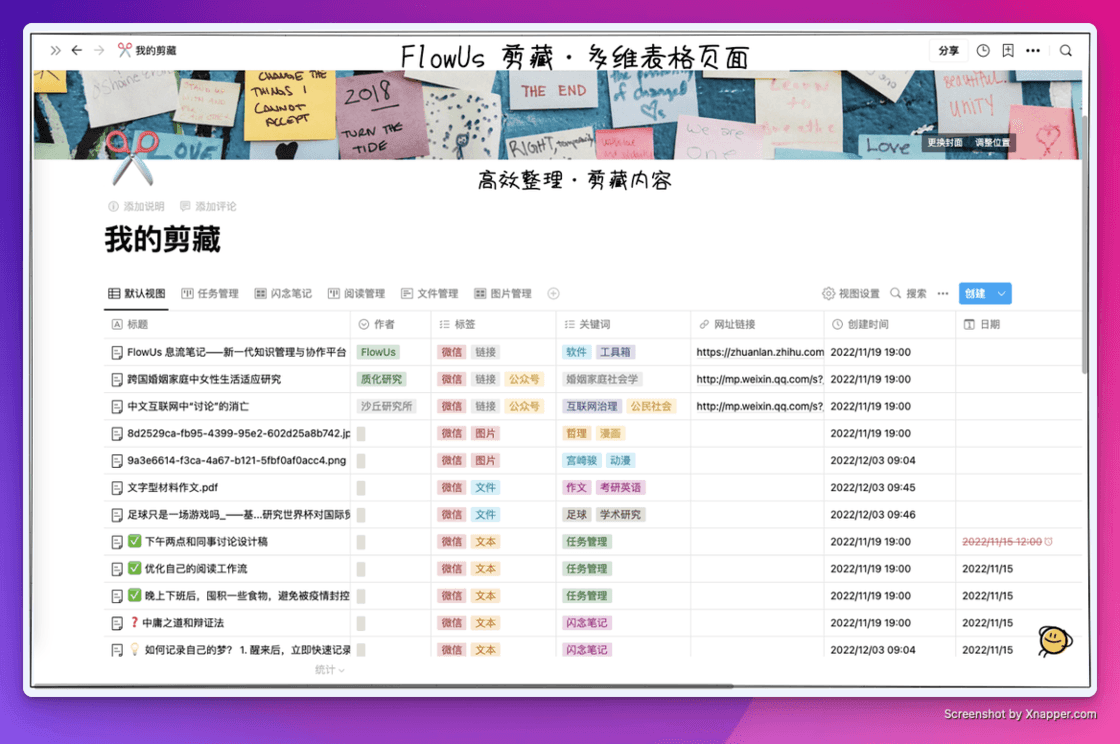 我的剪藏
FlowUs 剪藏·多维表格页面
分享
CHANGE THE
THINGS I
CANNOT
ACCEPT
2018
TURN THE
TIDE
THE END
of change!
RIGHT,
We are
One
LOVE
Love
BEAUTIFUL
UNITY
更换封面 调整位置
高效整理·剪藏内容
添加说明 添加评论
我的剪藏
默认视图 任务管理 闪念笔记 阅读管理 文件管理 图片管理 视图设置 搜索 创建
标题 作者 标签 关键词 网址链接 创建时间 日期
FlowUs 息流笔记——新一代知识管理与协作平台 FlowUs 微信 链接 软件 工具箱 https://zhuanlan.zhihu.com 2022/11/19 19:00
跨国婚姻家庭中女性生活适应研究 质化研究 微信 链接 公众号 婚姻家庭社会学 http://mp.weixin.qq.com/s? 2022/11/19 19:00
中文互联网中“讨论”的消亡 沙丘研究所 微信 链接 公众号 互联网治理 公民社会 http://mp.weixin.qq.com/s? 2022/11/19 19:00
8d2529ca-fb95-4399-95e2-602d25a8b742.jp 微信 图片 哲理 漫画 2022/11/19 19:00
9a3e6614-f3ca-4a67-b121-5fbf0af0acc4.png 微信 图片 宫崎骏 动漫 2022/12/03 09:04
文字型材料作文.pdf 微信 文件 作文 考研英语 2022/12/03 09:45
足球只是一场游戏吗_——基...研究世界杯对国际贸 微信 文件 足球 学术研究 2022/12/03 09:46
✅ 下午两点和同事讨论设计稿 微信 文本 任务管理 2022/11/19 19:00 2022/11/15 12:00
✅ 优化自己的阅读工作流 微信 文本 任务管理 2022/11/19 19:00 2022/11/15
✅ 晚上下班后，囤积一些食物，避免被疫情封控 微信 文本 任务管理 2022/11/19 19:00 2022/11/15
❓ 中庸之道和辩证法 微信 文本 闪念笔记 2022/11/19 19:00 2022/11/15
💡 如何记录自己的梦？ 1. 醒来后，立即快速记录 微信 文本 闪念笔记 2022/12/03 09:04 2022/11/15
统计
Screenshot by Xnapper.com